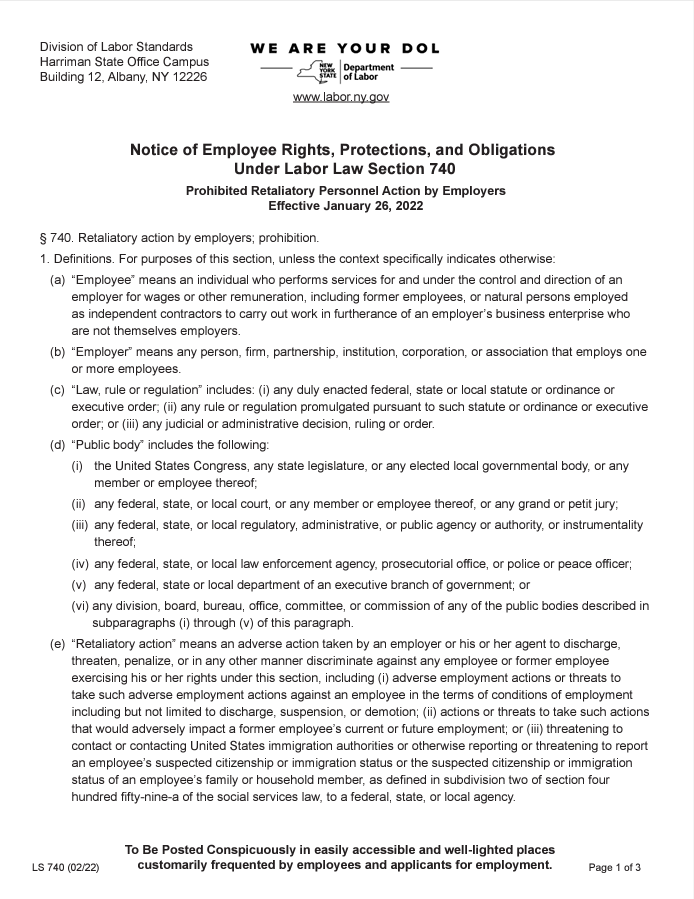 Division of Labor Standards
Harriman State Office Campus
Building 12, Albany, NY 12226
WE ARE YOUR DOL
NEW YORK STATE
Department of Labor
www.labor.ny.gov
Notice of Employee Rights, Protections, and Obligations
Under Labor Law Section 740
Prohibited Retaliatory Personnel Action by Employers
Effective January 26, 2022
§ 740. Retaliatory action by employers; prohibition.
1. Definitions. For purposes of this section, unless the context specifically indicates otherwise:
(a) “Employee” means an individual who performs services for and under the control and direction of an
employer for wages or other remuneration, including former employees, or natural persons employed
as independent contractors to carry out work in furtherance of an employer’s business enterprise who
are not themselves employers.
(b) “Employer” means any person, firm, partnership, institution, corporation, or association that employs one
or more employees.
(c) “Law, rule or regulation” includes: (i) any duly enacted federal, state or local statute or ordinance or
executive order; (ii) any rule or regulation promulgated pursuant to such statute or ordinance or executive
order; or (iii) any judicial or administrative decision, ruling or order.
(d) “Public body” includes the following:
(i) the United States Congress, any state legislature, or any elected local governmental body, or any
member or employee thereof;
(ii) any federal, state, or local court, or any member or employee thereof, or any grand or petit jury;
(iii) any federal, state, or local regulatory, administrative, or public agency or authority, or instrumentality
thereof;
(iv) any federal, state, or local law enforcement agency, prosecutorial office, or police or peace officer;
(v) any federal, state or local department of an executive branch of government; or
(vi) any division, board, bureau, office, committee, or commission of any of the public bodies described in
subparagraphs (i) through (v) of this paragraph.
(e) “Retaliatory action” means an adverse action taken by an employer or his or her agent to discharge,
threaten, penalize, or in any other manner discriminate against any employee or former employee
exercising his or her rights under this section, including (i) adverse employment actions or threats to
take such adverse employment actions against an employee in the terms of conditions of employment
including but not limited to discharge, suspension, or demotion; (ii) actions or threats to take such actions
that would adversely impact a former employee’s current or future employment; or (iii) threatening to
contact or contacting United States immigration authorities or otherwise reporting or threatening to report
an employee’s suspected citizenship or immigration status or the suspected citizenship or immigration
status of an employee’s family or household member, as defined in subdivision two of section four
hundred fifty-nine-a of the social services law, to a federal, state, or local agency.
To Be Posted Conspicuously in easily accessible and well-lighted places
customarily frequented by employees and applicants for employment.
LS 740 (02/22)
Page 1 of 3